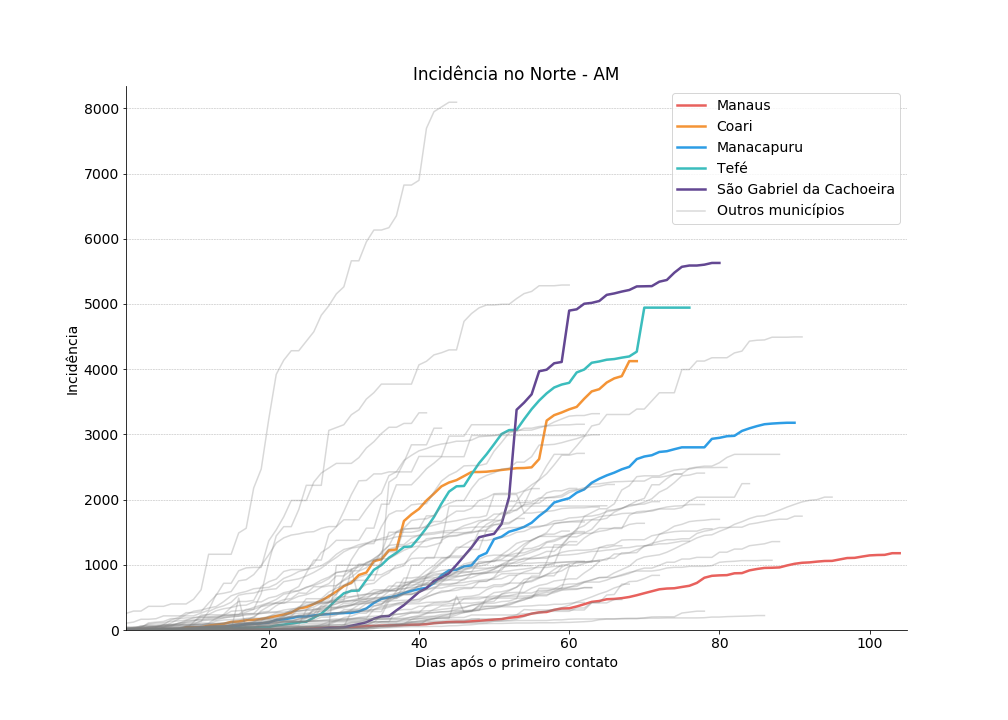 Incidência no Norte - AM
Manaus
Coari
Manacapuru
Tefé
São Gabriel da Cachoeira
Outros municípios
Incidência
8000
7000
6000
5000
4000
3000
2000
1000
0
20
40
60
80
100
Dias após o primeiro contato